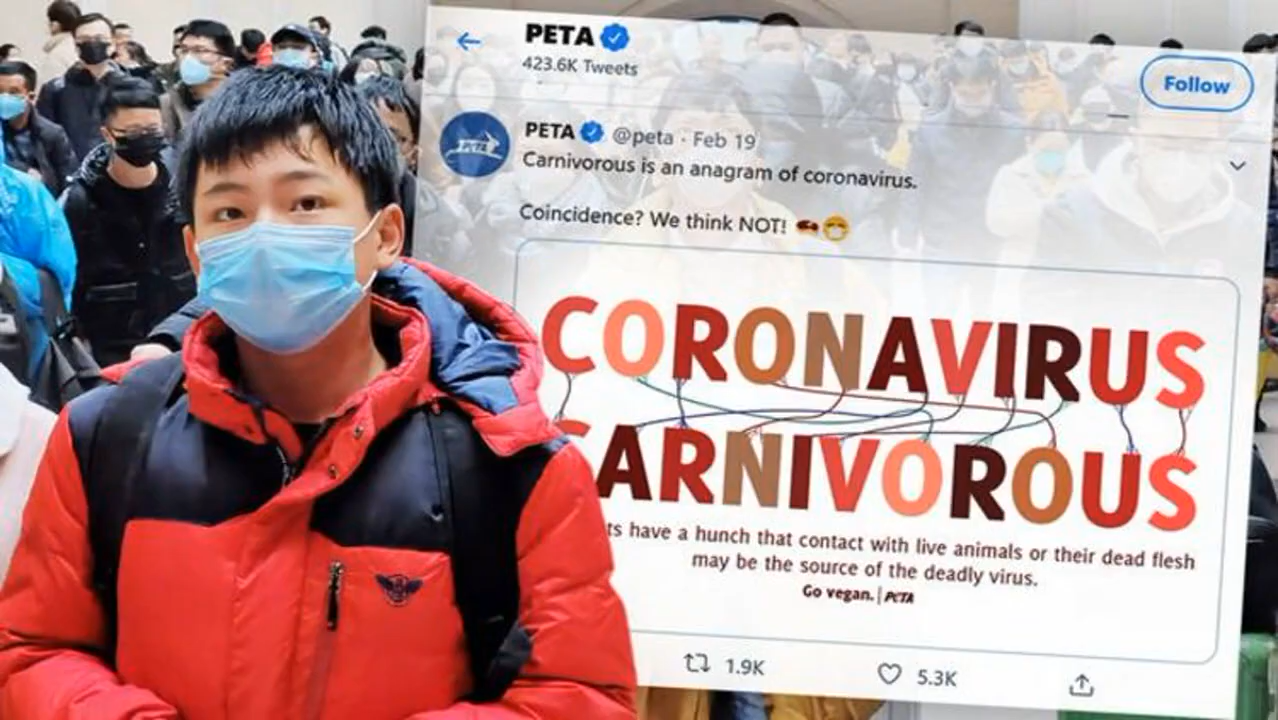 PETA
423.6K Tweets
Follow
PETA @peta · Feb 19
Carnivorous is an anagram of coronavirus.
Coincidence? We think NOT!
CORONAVIRUS
CARNIVOROUS
ts have a hunch that contact with live animals or their dead flesh
may be the source of the deadly virus.
Go vegan. | PETA
1.9K 5.3K